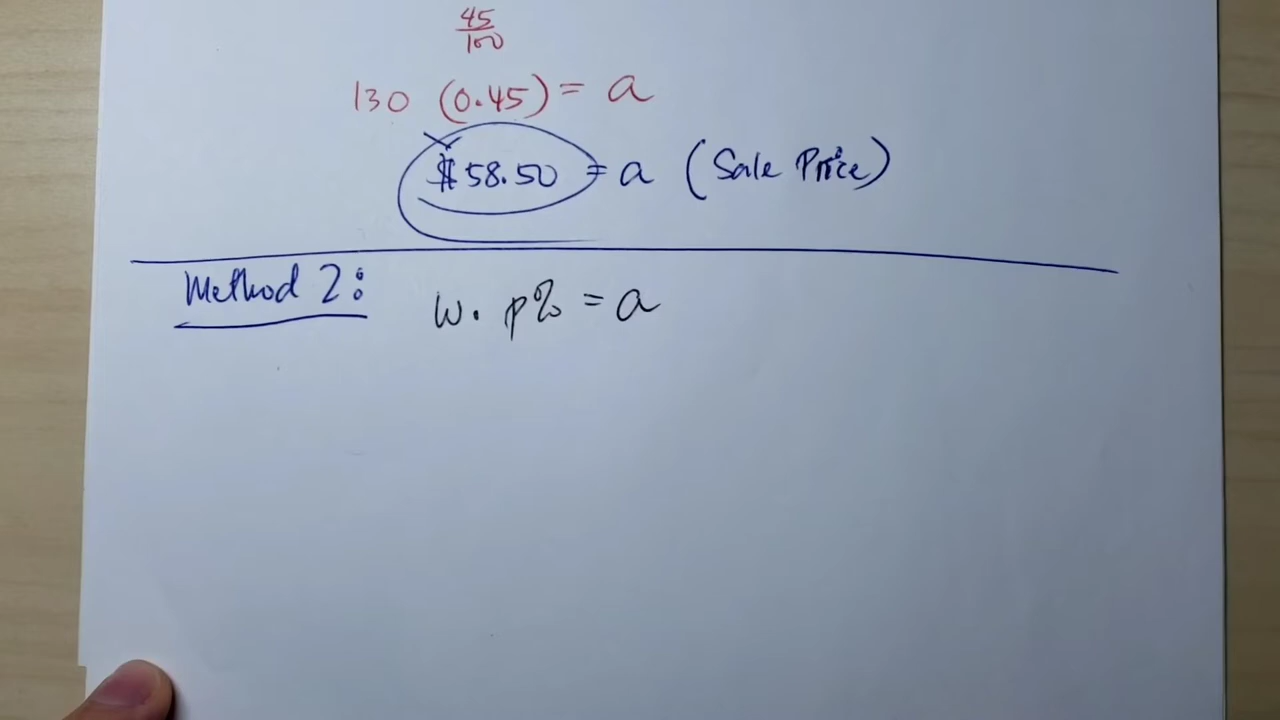 45
100
130 (0.45) = a
$58.50 = a (Sale Price)
Method 2: w. p% = a